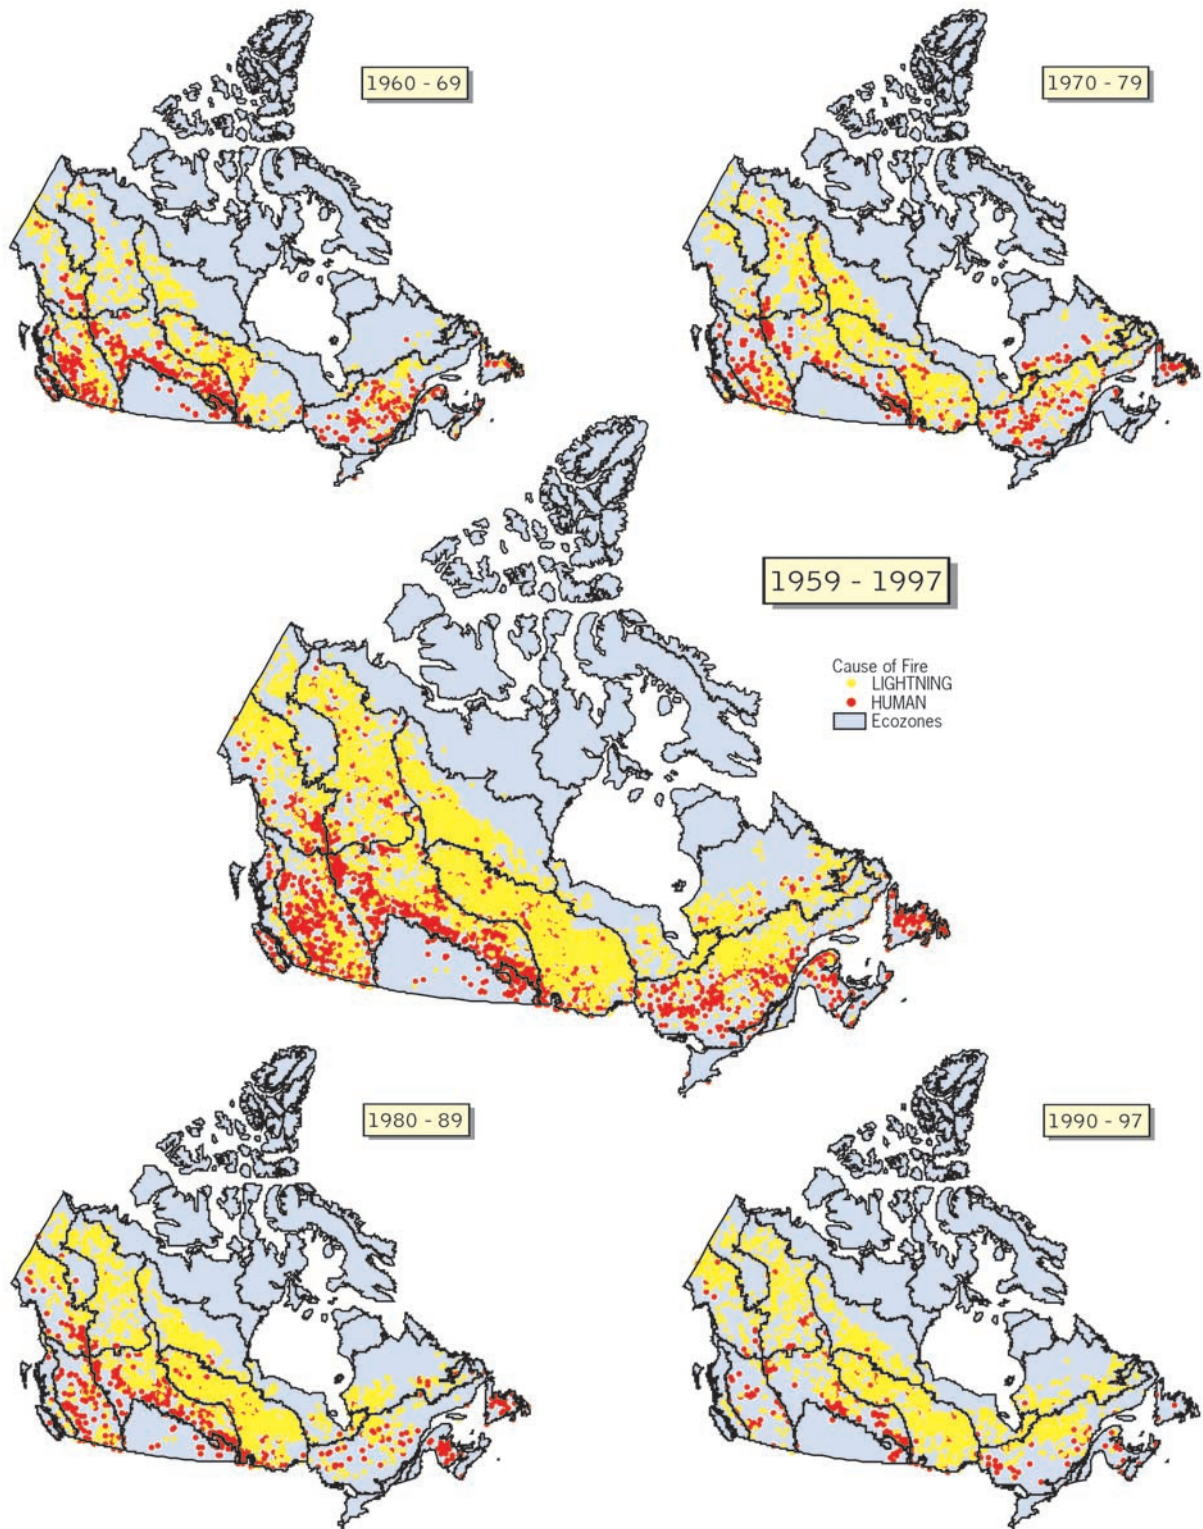 1960 - 69
1970 - 79
1959 - 1997
Cause of Fire
LIGHTNING
HUMAN
Ecozones
1980 - 89
1990 - 97